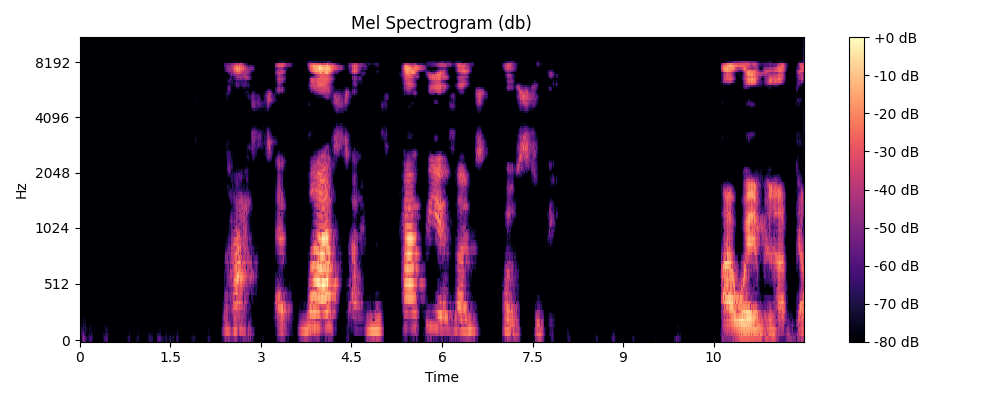 Mel Spectrogram (db)
Hz
8192
4096
2048
1024
512
0
0 1.5 3 4.5 6 7.5 9 10
Time
+0 dB
-10 dB
-20 dB
-30 dB
-40 dB
-50 dB
-60 dB
-70 dB
-80 dB